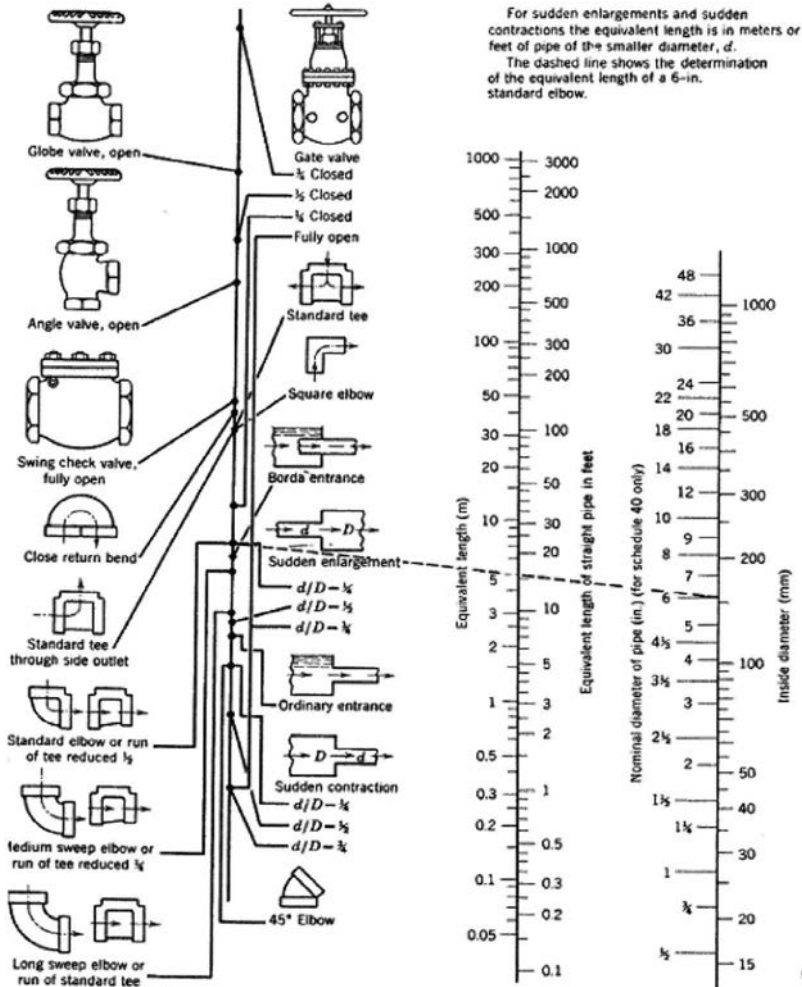 For sudden enlargements and sudden
contractions the equivalent length is in meters or
feet of pipe of the smaller diameter, d.
The dashed line shows the determination
of the equivalent length of a 6-in.
standard elbow.
Globe valve, open
Gate valve
¾ Closed
½ Closed
¼ Closed
Fully open
Angle valve, open
Standard tee
Square elbow
Swing check valve,
fully open
Borda entrance
Close return bend
d D
Sudden enlargement
d/D–¼
d/D–½
d/D–¾
Standard tee
through side outlet
Ordinary entrance
Standard elbow or run
of tee reduced ½
D d
Sudden contraction
d/D–¼
d/D–½
d/D–¾
Medium sweep elbow or
run of tee reduced ¼
45° Elbow
Long sweep elbow or
run of standard tee
Equivalent length (m)
1000
500
300
200
100
50
30
20
10
5
3
2
1
0.5
0.3
0.2
0.1
0.05
Equivalent length of straight pipe in feet
3000
2000
1000
500
300
200
100
50
30
20
10
5
3
2
1
0.5
0.3
0.2
0.1
Nominal diameter of pipe (in.) (for schedule 40 only)
48
42
36
30
24
22
20
18
16
14
12
10
9
8
7
6
5
4½
4
3½
3
2½
2
1½
1¼
1
¾
½
Inside diameter (mm)
1000
500
300
200
100
50
40
30
20
15